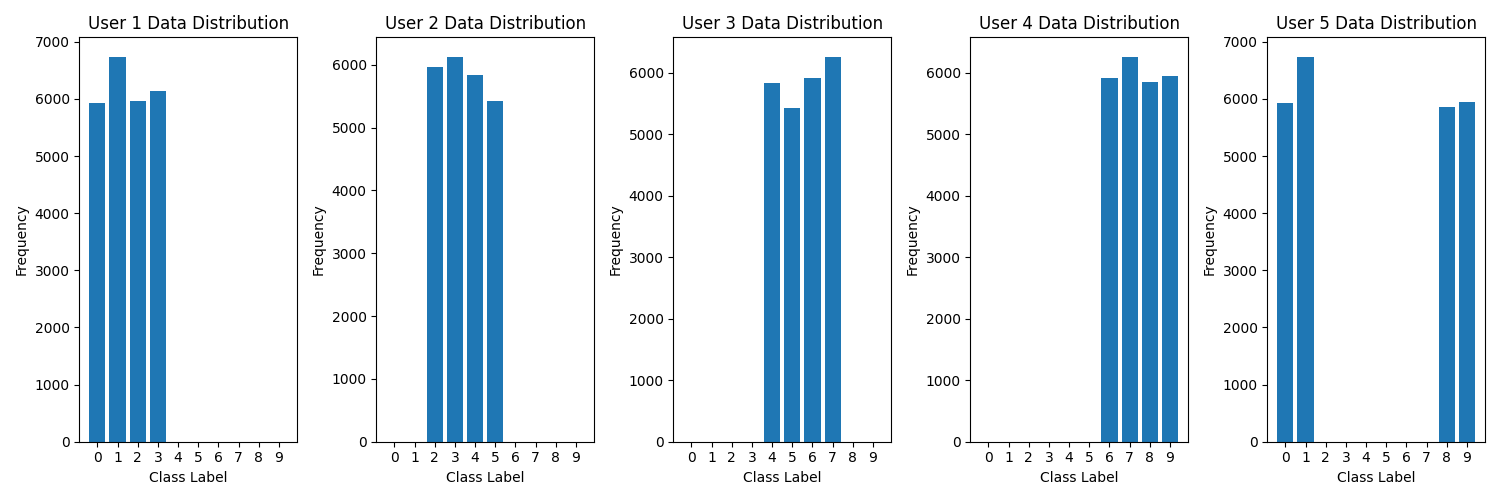 User 1 Data Distribution
Frequency
7000
6000
5000
4000
3000
2000
1000
0
0 1 2 3 4 5 6 7 8 9
Class Label
User 2 Data Distribution
Frequency
6000
5000
4000
3000
2000
1000
0
0 1 2 3 4 5 6 7 8 9
Class Label
User 3 Data Distribution
Frequency
6000
5000
4000
3000
2000
1000
0
0 1 2 3 4 5 6 7 8 9
Class Label
User 4 Data Distribution
Frequency
6000
5000
4000
3000
2000
1000
0
0 1 2 3 4 5 6 7 8 9
Class Label
User 5 Data Distribution
Frequency
7000
6000
5000
4000
3000
2000
1000
0
0 1 2 3 4 5 6 7 8 9
Class Label